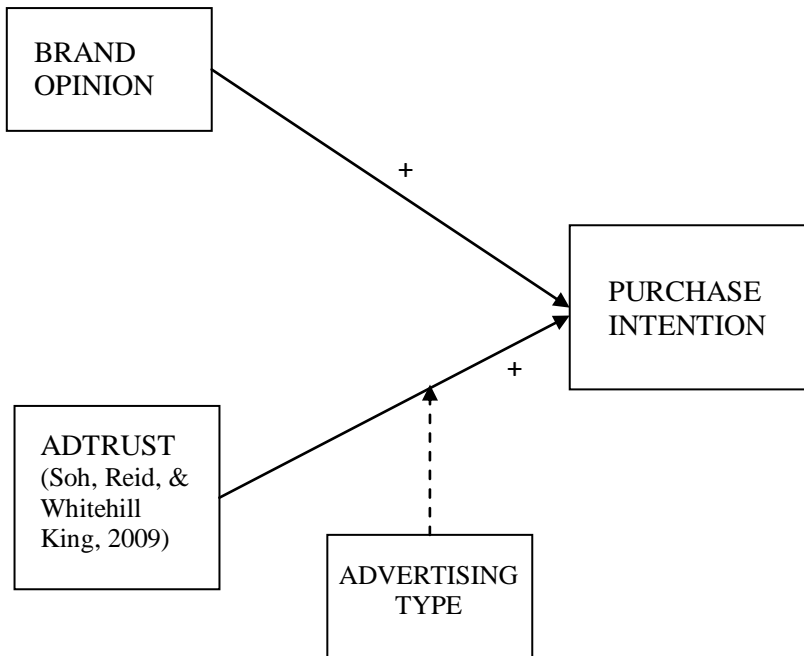 BRAND
OPINION
+
PURCHASE
INTENTION
+
ADTRUST
(Soh, Reid, &
Whitehill
King, 2009)
ADVERTISING
TYPE